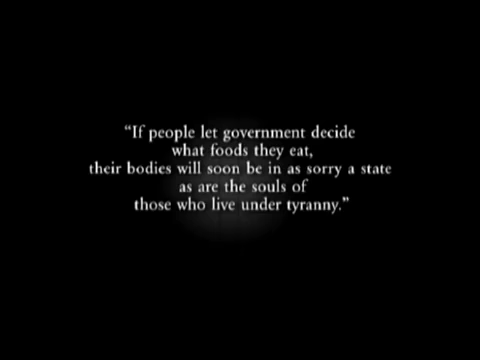 “If people let government decide
what foods they eat,
their bodies will soon be in as sorry a state
as are the souls of
those who live under tyranny.”